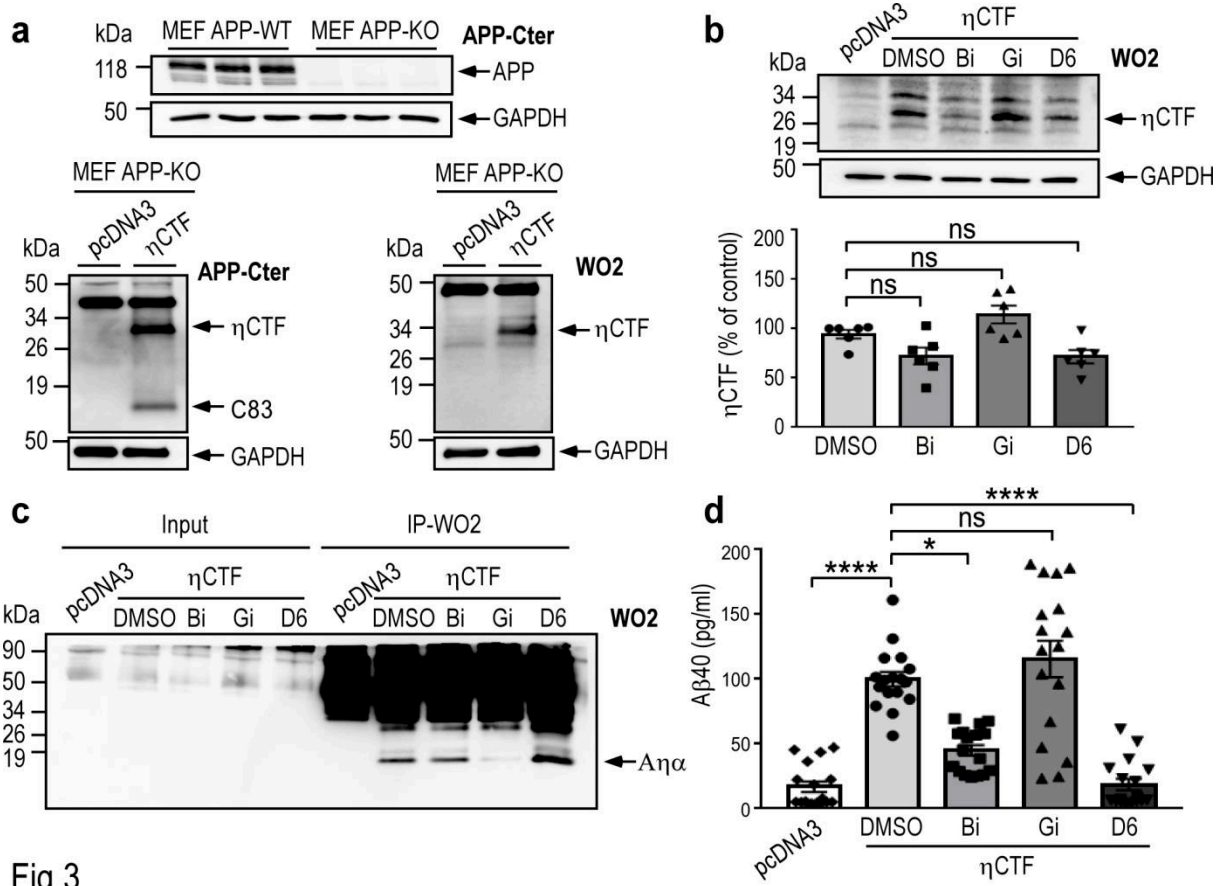 a
kDa
MEF APP-WT MEF APP-KO APP-Cter
118
APP
50
GAPDH
MEF APP-KO
pcDNA3 ηCTF
kDa
APP-Cter
50
34
ηCTF
26
19
C83
50
GAPDH
MEF APP-KO
pcDNA3 ηCTF
kDa
WO2
50
34
ηCTF
26
19
50
GAPDH
b
ηCTF
pcDNA3 DMSO Bi Gi D6 WO2
kDa
34
26
ηCTF
19
50
GAPDH
ηCTF (% of control)
200
150
100
50
0
ns
ns
ns
DMSO Bi Gi D6
c
Input IP-WO2
pcDNA3 ηCTF pcDNA3 ηCTF
kDa DMSO Bi Gi D6 DMSO Bi Gi D6 WO2
90
50
34
26
19
Aηα
d
Aβ40 (pg/ml)
200
150
100
50
0
****
ns
*
****
pcDNA3 DMSO Bi Gi D6
ηCTF
Fig 3